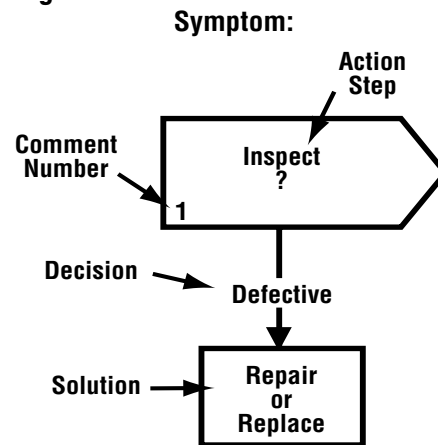 Symptom:
Action
Step
Comment
Number
Inspect
?
1
Decision
Defective
Solution
Repair
or
Replace